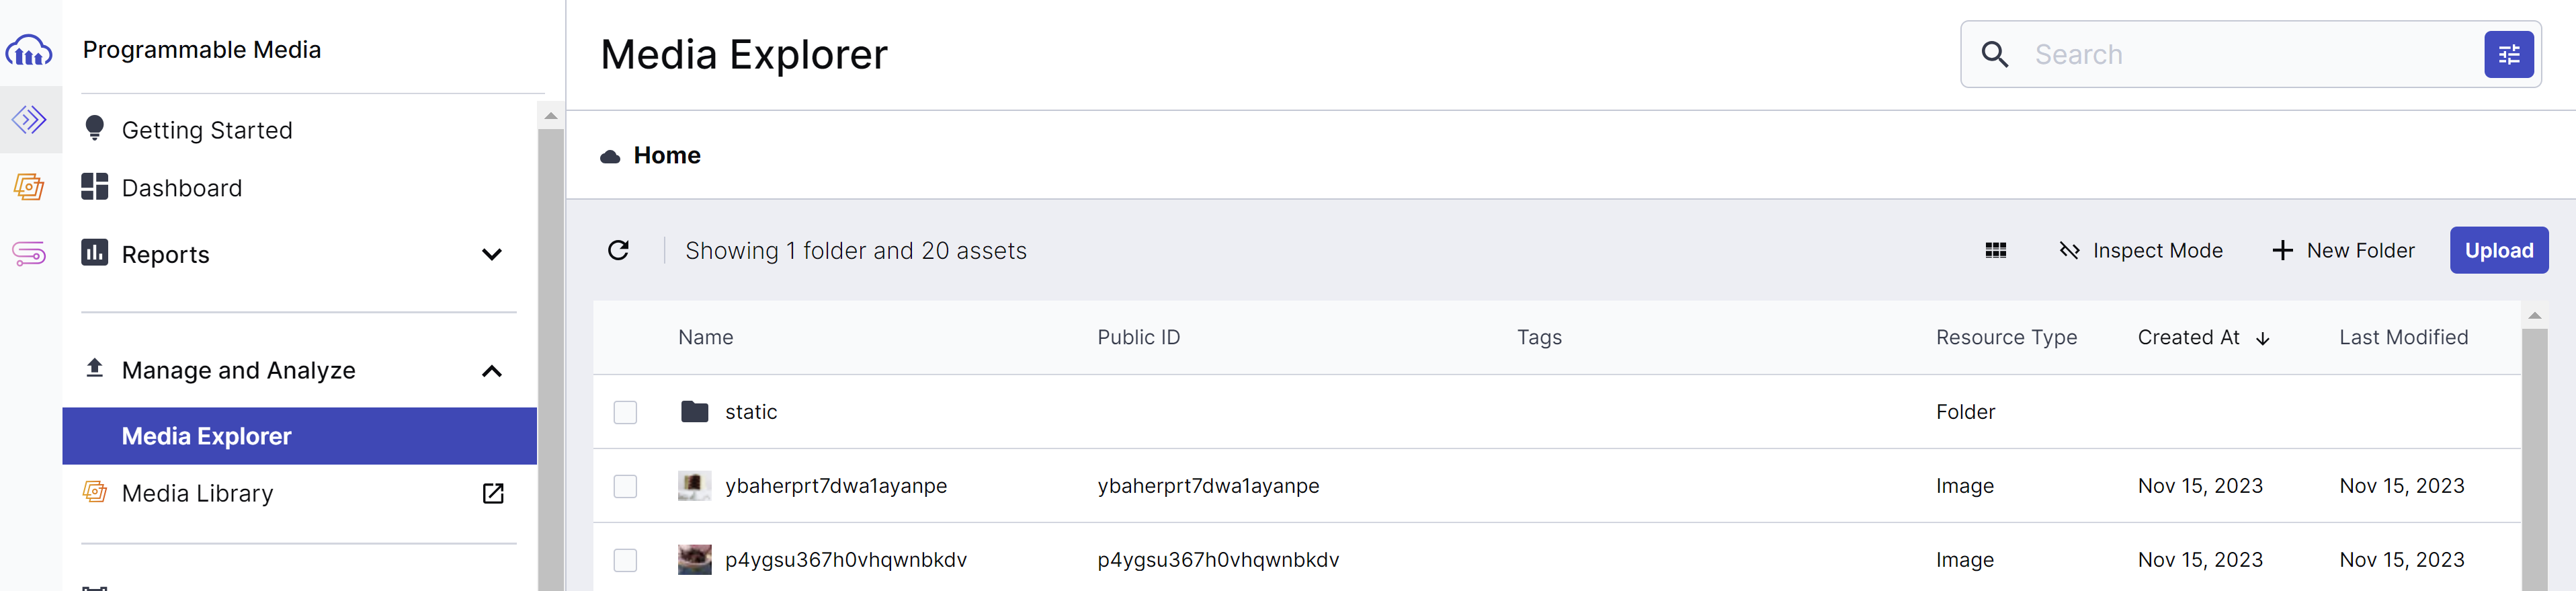 Programmable Media
Getting Started
Dashboard
Reports
Manage and Analyze
Media Explorer
Media Library
Media Explorer
Search
Home
Showing 1 folder and 20 assets
Inspect Mode
New Folder
Upload
Name Public ID Tags Resource Type Created At Last Modified
static Folder
ybaherprt7dwa1ayanpe ybaherprt7dwa1ayanpe Image Nov 15, 2023 Nov 15, 2023
p4ygsu367h0vhqwnbkdv p4ygsu367h0vhqwnbkdv Image Nov 15, 2023 Nov 15, 2023